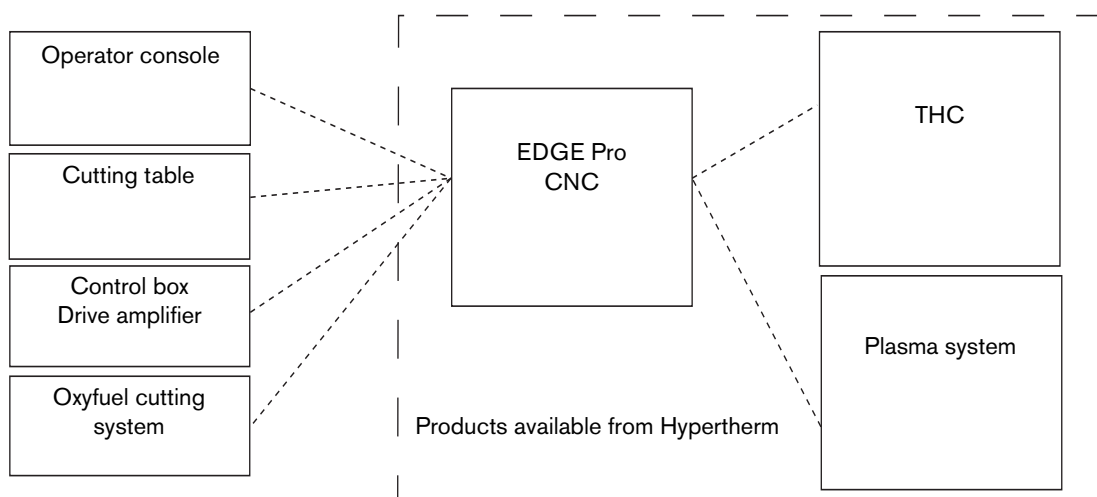 Operator console
Cutting table
Control box
Drive amplifier
Oxyfuel cutting
system
EDGE Pro
CNC
THC
Plasma system
Products available from Hypertherm